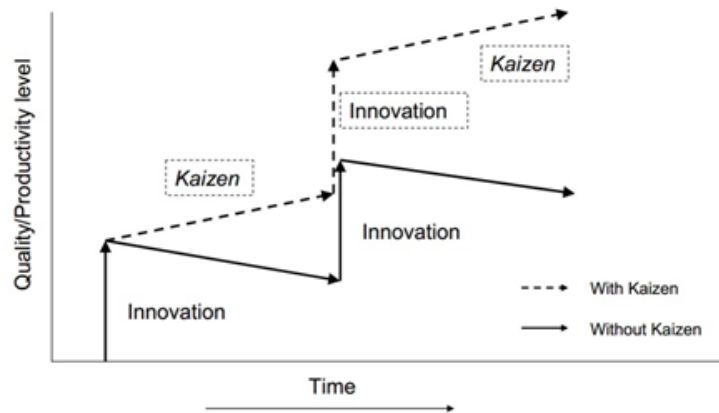 Quality/Productivity level
Kaizen
Innovation
Kaizen
Innovation
Innovation
With Kaizen
Without Kaizen
Time